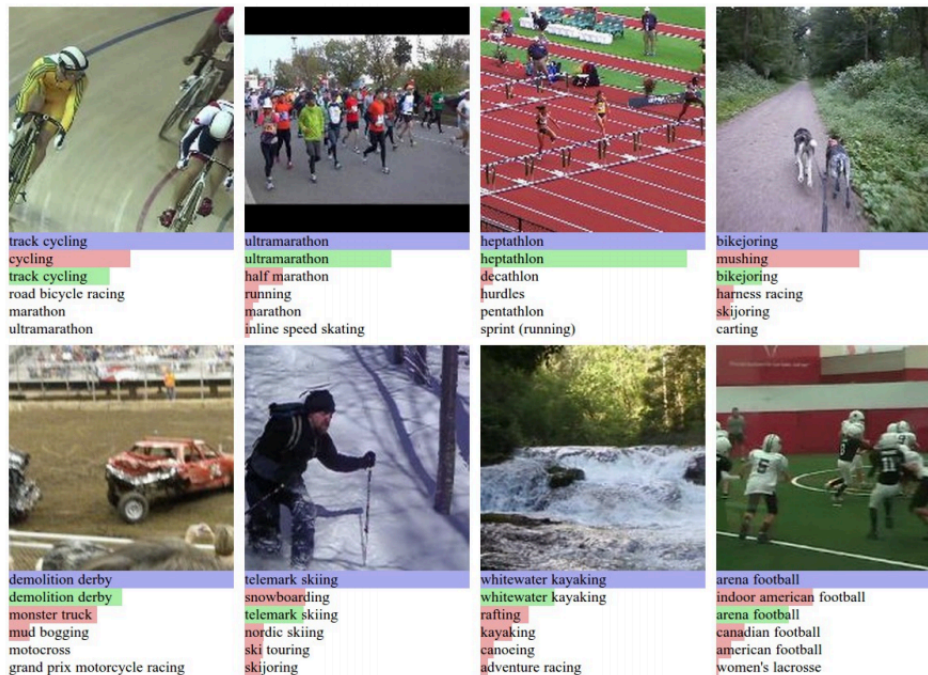 track cycling
cycling
track cycling
road bicycle racing
marathon
ultramarathon
ultramarathon
ultramarathon
half marathon
running
marathon
inline speed skating
heptathlon
heptathlon
decathlon
hurdles
pentathlon
sprint (running)
bikejoring
mushing
bikejoring
harness racing
skijoring
carting
demolition derby
demolition derby
monster truck
mud bogging
motocross
grand prix motorcycle racing
telemark skiing
snowboarding
telemark skiing
nordic skiing
ski touring
skijoring
whitewater kayaking
whitewater kayaking
rafting
kayaking
canoeing
adventure racing
5
11
9
arena football
indoor american football
arena football
canadian football
american football
women's lacrosse